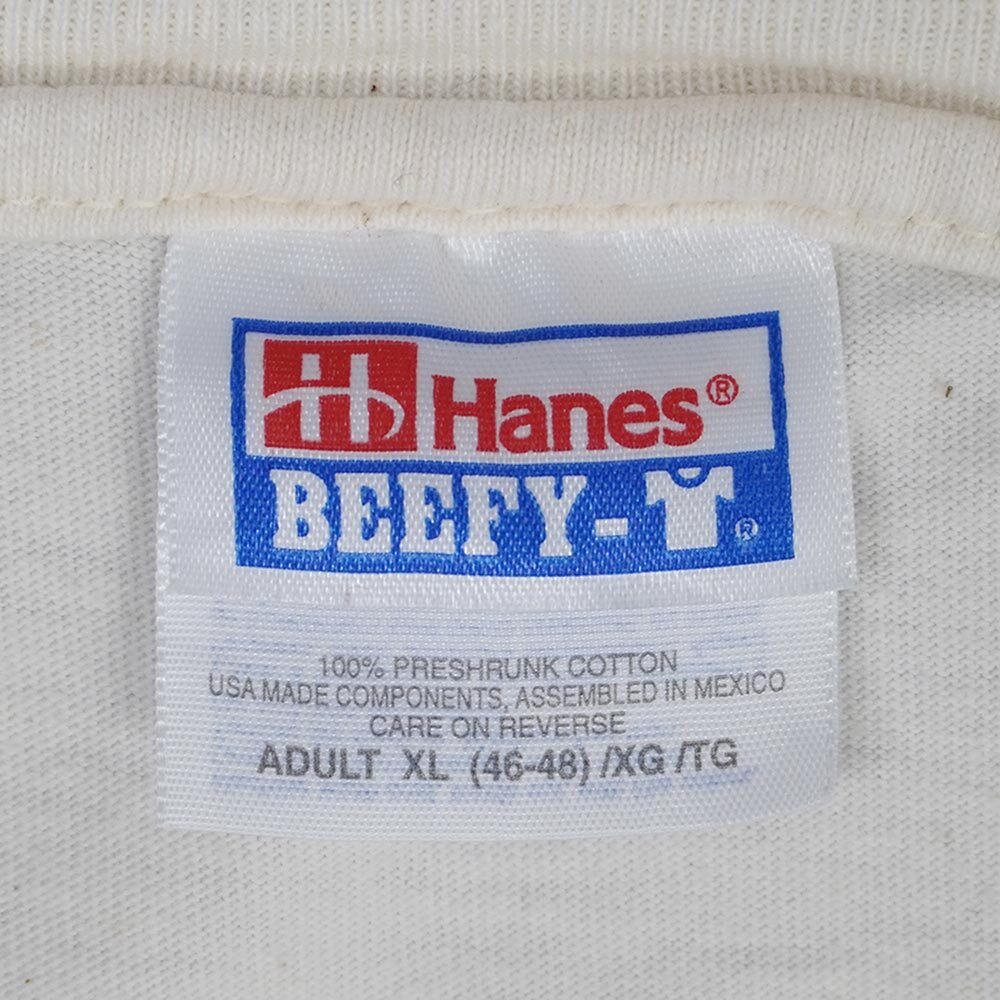 H Hanes®
BEEFY-T®
100% PRESHRUNK COTTON
USA MADE COMPONENTS, ASSEMBLED IN MEXICO
CARE ON REVERSE
ADULT XL (46-48) /XG /TG